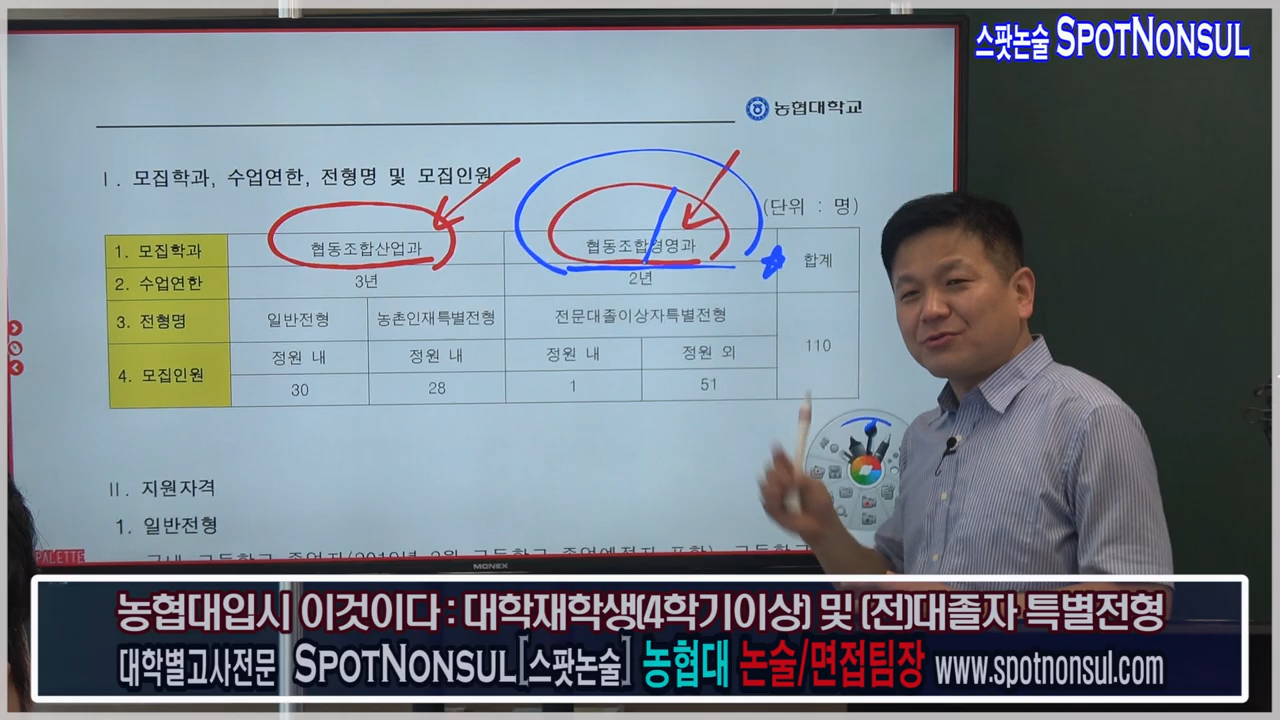 스팟논술 SPOTNONSUL
농협대학교
Ⅰ. 모집학과, 수업연한, 전형명 및 모집인원
(단위 : 명)
1. 모집학과 협동조합산업과 협동조합경영과 합계
2. 수업연한 3년 2년
3. 전형명 일반전형 농촌인재특별전형 전문대졸이상자특별전형
4. 모집인원 정원 내 정원 내 정원 내 정원 외 110
30 28 1 51
Ⅱ. 지원자격
1. 일반전형
PALETTE
MONEX
농협대입시 이것이다 : 대학재학생(4학기이상) 및 (전)대졸자 특별전형
대학별고사전문 SPOTNONSUL[스팟논술] 농협대 논술/면접팀장 www.spotnonsul.com